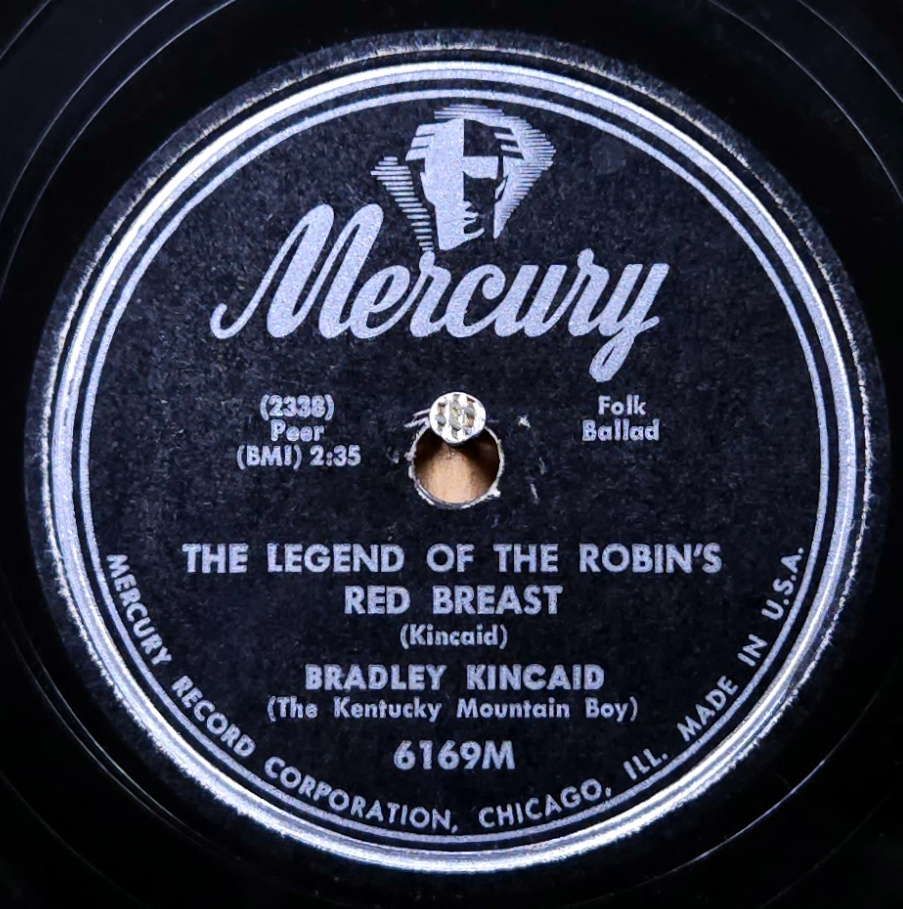 Mercury
(2338)
Peer
(BMI) 2:35
Folk
Ballad
THE LEGEND OF THE ROBIN'S
RED BREAST
(Kincaid)
BRADLEY KINCAID
(The Kentucky Mountain Boy)
6169M
MERCURY RECORD CORPORATION, CHICAGO, ILL. MADE IN U.S.A.